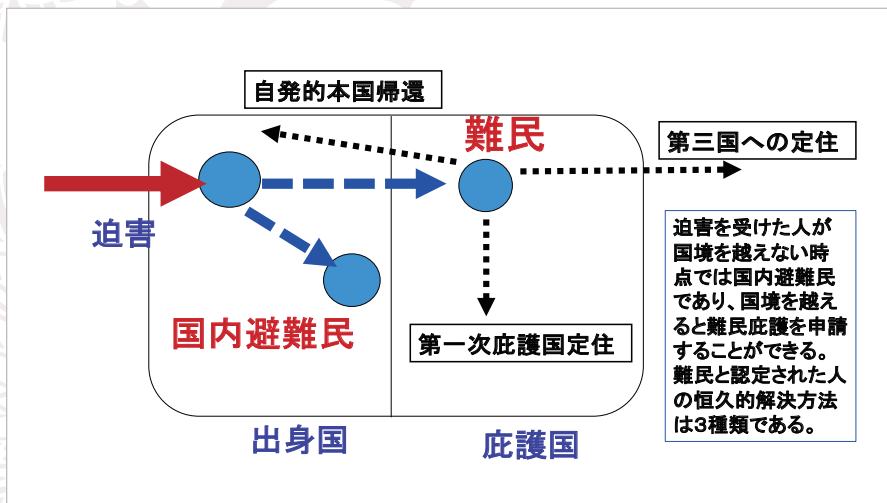 自発的本国帰還
難民
第三国への定住
迫害
国内避難民
第一次庇護国定住
迫害を受けた人が
国境を越えない時
点では国内避難民
であり、国境を越え
ると難民庇護を申請
することができる。
難民と認定された人
の恒久的解決方法
は3種類である。
出身国
庇護国